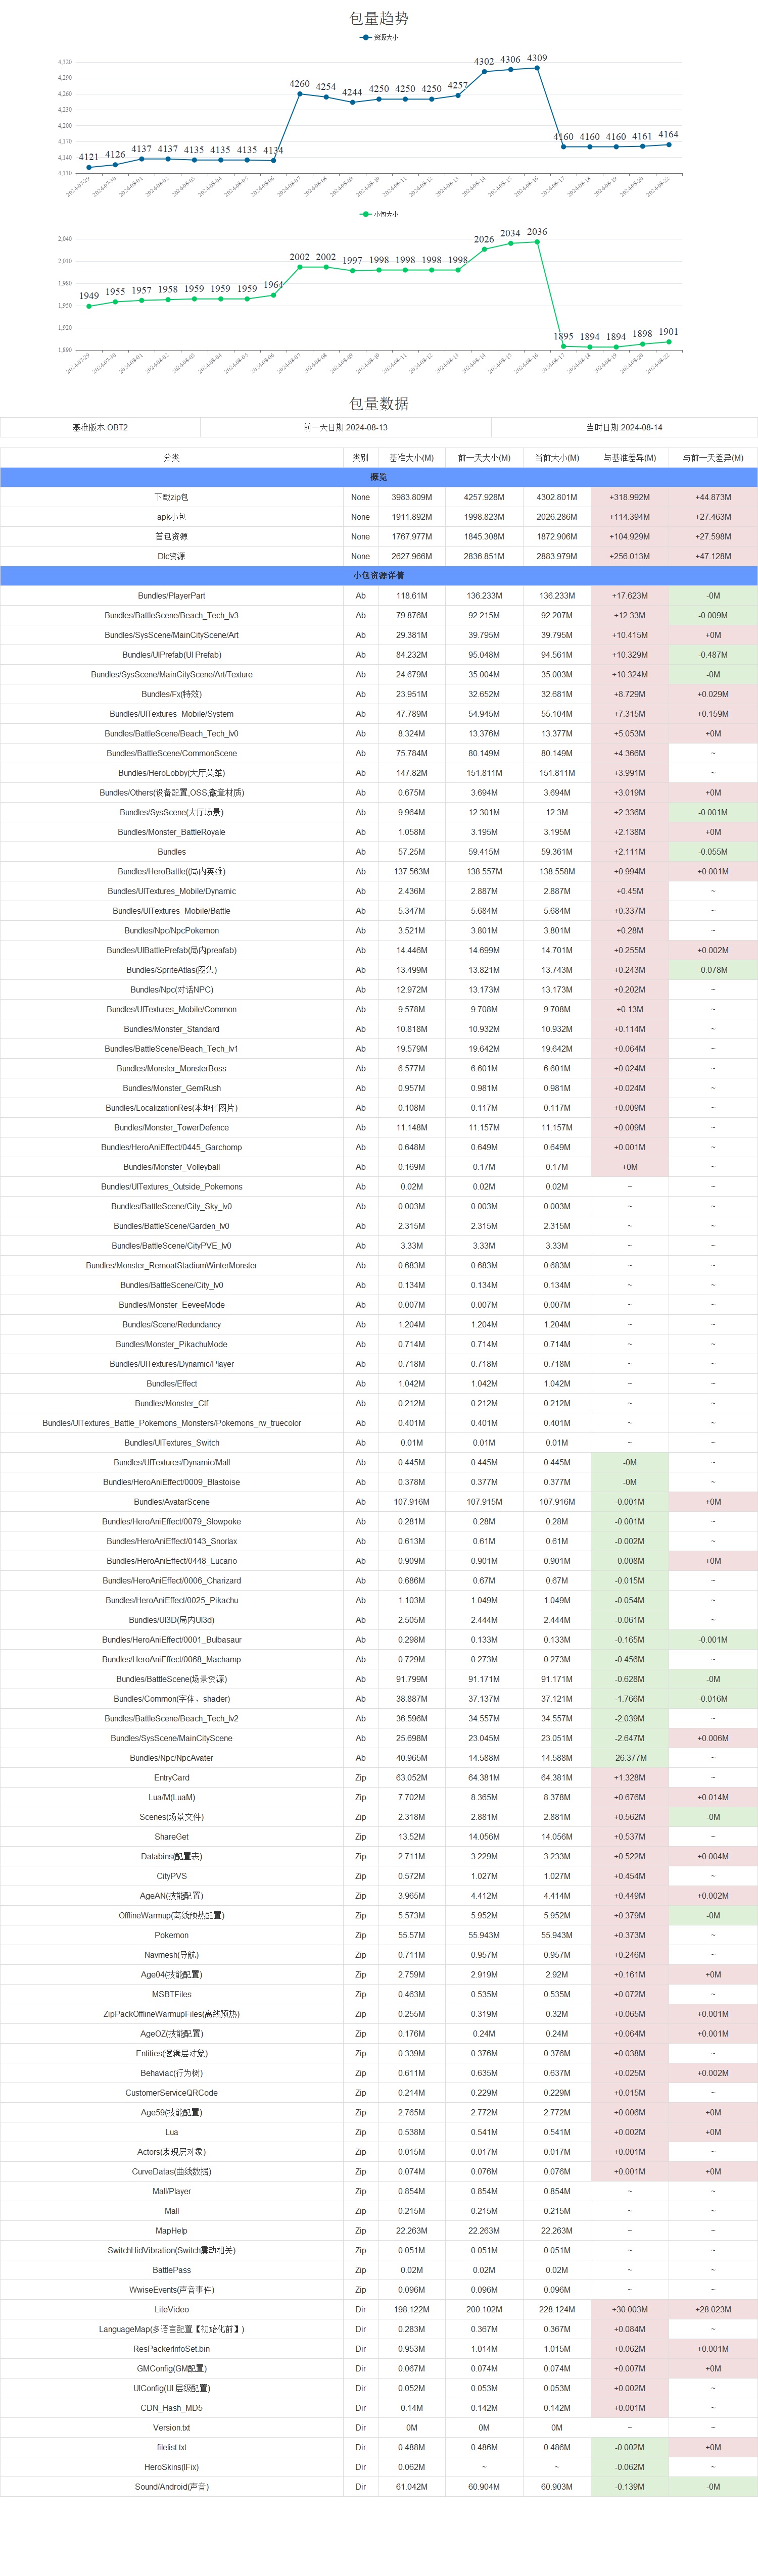 包量趋势
资源大小
4,320
4,290
4,260
4,230
4,200
4,170
4,140
4,110
4121 4126 4137 4137 4135 4135 4135 4134 4260 4254 4244 4250 4250 4250 4257 4302 4306 4309 4160 4160 4160 4161 4164
2024-07-29 2024-07-30 2024-08-01 2024-08-02 2024-08-03 2024-08-04 2024-08-05 2024-08-06 2024-08-07 2024-08-08 2024-08-09 2024-08-10 2024-08-11 2024-08-12 2024-08-13 2024-08-14 2024-08-15 2024-08-16 2024-08-17 2024-08-18 2024-08-19 2024-08-20 2024-08-22
小包大小
2,040
2,010
1,980
1,950
1,920
1,890
1949 1955 1957 1958 1959 1959 1959 1964 2002 2002 1997 1998 1998 1998 1998 2026 2034 2036 1895 1894 1894 1898 1901
2024-07-29 2024-07-30 2024-08-01 2024-08-02 2024-08-03 2024-08-04 2024-08-05 2024-08-06 2024-08-07 2024-08-08 2024-08-09 2024-08-10 2024-08-11 2024-08-12 2024-08-13 2024-08-14 2024-08-15 2024-08-16 2024-08-17 2024-08-18 2024-08-19 2024-08-20 2024-08-22
包量数据
基准版本:OBT2 前一天日期:2024-08-13 当时日期:2024-08-14
分类 类别 基准大小(M) 前一天大小(M) 当前大小(M) 与基准差异(M) 与前一天差异(M)
概览
下载zip包 None 3983.809M 4257.928M 4302.801M +318.992M +44.873M
apk小包 None 1911.892M 1998.823M 2026.286M +114.394M +27.463M
首包资源 None 1767.977M 1845.308M 1872.906M +104.929M +27.598M
Dlc资源 None 2627.966M 2836.851M 2883.979M +256.013M +47.128M
小包资源详情
Bundles/PlayerPart Ab 118.61M 136.233M 136.233M +17.623M -0M
Bundles/BattleScene/Beach_Tech_lv3 Ab 79.876M 92.215M 92.207M +12.33M -0.009M
Bundles/SysScene/MainCityScene/Art Ab 29.381M 39.795M 39.795M +10.415M +0M
Bundles/UIPrefab(UI Prefab) Ab 84.232M 95.048M 94.561M +10.329M -0.487M
Bundles/SysScene/MainCityScene/Art/Texture Ab 24.679M 35.004M 35.003M +10.324M -0M
Bundles/Fx(特效) Ab 23.951M 32.652M 32.681M +8.729M +0.029M
Bundles/UITextures_Mobile/System Ab 47.789M 54.945M 55.104M +7.315M +0.159M
Bundles/BattleScene/Beach_Tech_lv0 Ab 8.324M 13.376M 13.377M +5.053M +0M
Bundles/BattleScene/CommonScene Ab 75.784M 80.149M 80.149M +4.366M ~
Bundles/HeroLobby(大厅英雄) Ab 147.82M 151.811M 151.811M +3.991M ~
Bundles/Others(设备配置,OSS,徽章材质) Ab 0.675M 3.694M 3.694M +3.019M +0M
Bundles/SysScene(大厅场景) Ab 9.964M 12.301M 12.3M +2.336M -0.001M
Bundles/Monster_BattleRoyale Ab 1.058M 3.195M 3.195M +2.138M +0M
Bundles Ab 57.25M 59.415M 59.361M +2.111M -0.055M
Bundles/HeroBattle((局内英雄) Ab 137.563M 138.557M 138.558M +0.994M +0.001M
Bundles/UITextures_Mobile/Dynamic Ab 2.436M 2.887M 2.887M +0.45M ~
Bundles/UITextures_Mobile/Battle Ab 5.347M 5.684M 5.684M +0.337M ~
Bundles/Npc/NpcPokemon Ab 3.521M 3.801M 3.801M +0.28M ~
Bundles/UIBattlePrefab(局内preafab) Ab 14.446M 14.699M 14.701M +0.255M +0.002M
Bundles/SpriteAtlas(图集) Ab 13.499M 13.821M 13.743M +0.243M -0.078M
Bundles/Npc(对话NPC) Ab 12.972M 13.173M 13.173M +0.202M ~
Bundles/UITextures_Mobile/Common Ab 9.578M 9.708M 9.708M +0.13M ~
Bundles/Monster_Standard Ab 10.818M 10.932M 10.932M +0.114M ~
Bundles/BattleScene/Beach_Tech_lv1 Ab 19.579M 19.642M 19.642M +0.064M ~
Bundles/Monster_MonsterBoss Ab 6.577M 6.601M 6.601M +0.024M ~
Bundles/Monster_GemRush Ab 0.957M 0.981M 0.981M +0.024M ~
Bundles/LocalizationRes(本地化图片) Ab 0.108M 0.117M 0.117M +0.009M ~
Bundles/Monster_TowerDefence Ab 11.148M 11.157M 11.157M +0.009M ~
Bundles/HeroAniEffect/0445_Garchomp Ab 0.648M 0.649M 0.649M +0.001M ~
Bundles/Monster_Volleyball Ab 0.169M 0.17M 0.17M +0M ~
Bundles/UITextures_Outside_Pokemons Ab 0.02M 0.02M 0.02M ~ ~
Bundles/BattleScene/City_Sky_lv0 Ab 0.003M 0.003M 0.003M ~ ~
Bundles/BattleScene/Garden_lv0 Ab 2.315M 2.315M 2.315M ~ ~
Bundles/BattleScene/CityPVE_lv0 Ab 3.33M 3.33M 3.33M ~ ~
Bundles/Monster_RemoatStadiumWinterMonster Ab 0.683M 0.683M 0.683M ~ ~
Bundles/BattleScene/City_lv0 Ab 0.134M 0.134M 0.134M ~ ~
Bundles/Monster_EeveeMode Ab 0.007M 0.007M 0.007M ~ ~
Bundles/Scene/Redundancy Ab 1.204M 1.204M 1.204M ~ ~
Bundles/Monster_PikachuMode Ab 0.714M 0.714M 0.714M ~ ~
Bundles/UITextures/Dynamic/Player Ab 0.718M 0.718M 0.718M ~ ~
Bundles/Effect Ab 1.042M 1.042M 1.042M ~ ~
Bundles/Monster_Ctf Ab 0.212M 0.212M 0.212M ~ ~
Bundles/UITextures_Battle_Pokemons_Monsters/Pokemons_rw_truecolor Ab 0.401M 0.401M 0.401M ~ ~
Bundles/UITextures_Switch Ab 0.01M 0.01M 0.01M ~ ~
Bundles/UITextures/Dynamic/Mall Ab 0.445M 0.445M 0.445M -0M ~
Bundles/HeroAniEffect/0009_Blastoise Ab 0.378M 0.377M 0.377M -0M ~
Bundles/AvatarScene Ab 107.916M 107.915M 107.916M -0.001M +0M
Bundles/HeroAniEffect/0079_Slowpoke Ab 0.281M 0.28M 0.28M -0.001M ~
Bundles/HeroAniEffect/0143_Snorlax Ab 0.613M 0.61M 0.61M -0.002M ~
Bundles/HeroAniEffect/0448_Lucario Ab 0.909M 0.901M 0.901M -0.008M +0M
Bundles/HeroAniEffect/0006_Charizard Ab 0.686M 0.67M 0.67M -0.015M ~
Bundles/HeroAniEffect/0025_Pikachu Ab 1.103M 1.049M 1.049M -0.054M ~
Bundles/UI3D(局内UI3d) Ab 2.505M 2.444M 2.444M -0.061M ~
Bundles/HeroAniEffect/0001_Bulbasaur Ab 0.298M 0.133M 0.133M -0.165M -0.001M
Bundles/HeroAniEffect/0068_Machamp Ab 0.729M 0.273M 0.273M -0.456M ~
Bundles/BattleScene(场景资源) Ab 91.799M 91.171M 91.171M -0.628M -0M
Bundles/Common(字体、shader) Ab 38.887M 37.137M 37.121M -1.766M -0.016M
Bundles/BattleScene/Beach_Tech_lv2 Ab 36.596M 34.557M 34.557M -2.039M ~
Bundles/SysScene/MainCityScene Ab 25.698M 23.045M 23.051M -2.647M +0.006M
Bundles/Npc/NpcAvater Ab 40.965M 14.588M 14.588M -26.377M ~
EntryCard Zip 63.052M 64.381M 64.381M +1.328M ~
Lua/M(LuaM) Zip 7.702M 8.365M 8.378M +0.676M +0.014M
Scenes(场景文件) Zip 2.318M 2.881M 2.881M +0.562M -0M
ShareGet Zip 13.52M 14.056M 14.056M +0.537M ~
Databins(配置表) Zip 2.711M 3.229M 3.233M +0.522M +0.004M
CityPVS Zip 0.572M 1.027M 1.027M +0.454M ~
AgeAN(技能配置) Zip 3.965M 4.412M 4.414M +0.449M +0.002M
OfflineWarmup(离线预热配置) Zip 5.573M 5.952M 5.952M +0.379M -0M
Pokemon Zip 55.57M 55.943M 55.943M +0.373M ~
Navmesh(导航) Zip 0.711M 0.957M 0.957M +0.246M ~
Age04(技能配置) Zip 2.759M 2.919M 2.92M +0.161M +0M
MSBTFiles Zip 0.463M 0.535M 0.535M +0.072M ~
ZipPackOfflineWarmupFiles(离线预热) Zip 0.255M 0.319M 0.32M +0.065M +0.001M
AgeOZ(技能配置) Zip 0.176M 0.24M 0.24M +0.064M +0.001M
Entities(逻辑层对象) Zip 0.339M 0.376M 0.376M +0.038M ~
Behaviac(行为树) Zip 0.611M 0.635M 0.637M +0.025M +0.002M
CustomerServiceQRCode Zip 0.214M 0.229M 0.229M +0.015M ~
Age59(技能配置) Zip 2.765M 2.772M 2.772M +0.006M +0M
Lua Zip 0.538M 0.541M 0.541M +0.002M +0M
Actors(表现层对象) Zip 0.015M 0.017M 0.017M +0.001M ~
CurveDatas(曲线数据) Zip 0.074M 0.076M 0.076M +0.001M +0M
Mall/Player Zip 0.854M 0.854M 0.854M ~ ~
Mall Zip 0.215M 0.215M 0.215M ~ ~
MapHelp Zip 22.263M 22.263M 22.263M ~ ~
SwitchHidVibration(Switch震动相关) Zip 0.051M 0.051M 0.051M ~ ~
BattlePass Zip 0.02M 0.02M 0.02M ~ ~
WwiseEvents(声音事件) Zip 0.096M 0.096M 0.096M ~ ~
LiteVideo Dir 198.122M 200.102M 228.124M +30.003M +28.023M
LanguageMap(多语言配置【初始化前】) Dir 0.283M 0.367M 0.367M +0.084M ~
ResPackerInfoSet.bin Dir 0.953M 1.014M 1.015M +0.062M +0.001M
GMConfig(GM配置) Dir 0.067M 0.074M 0.074M +0.007M +0M
UIConfig(UI 层级配置) Dir 0.052M 0.053M 0.053M +0.002M ~
CDN_Hash_MD5 Dir 0.14M 0.142M 0.142M +0.001M ~
Version.txt Dir 0M 0M 0M ~ ~
filelist.txt Dir 0.488M 0.486M 0.486M -0.002M +0M
HeroSkins(IFix) Dir 0.062M ~ ~ -0.062M ~
Sound/Android(声音) Dir 61.042M 60.904M 60.903M -0.139M -0M